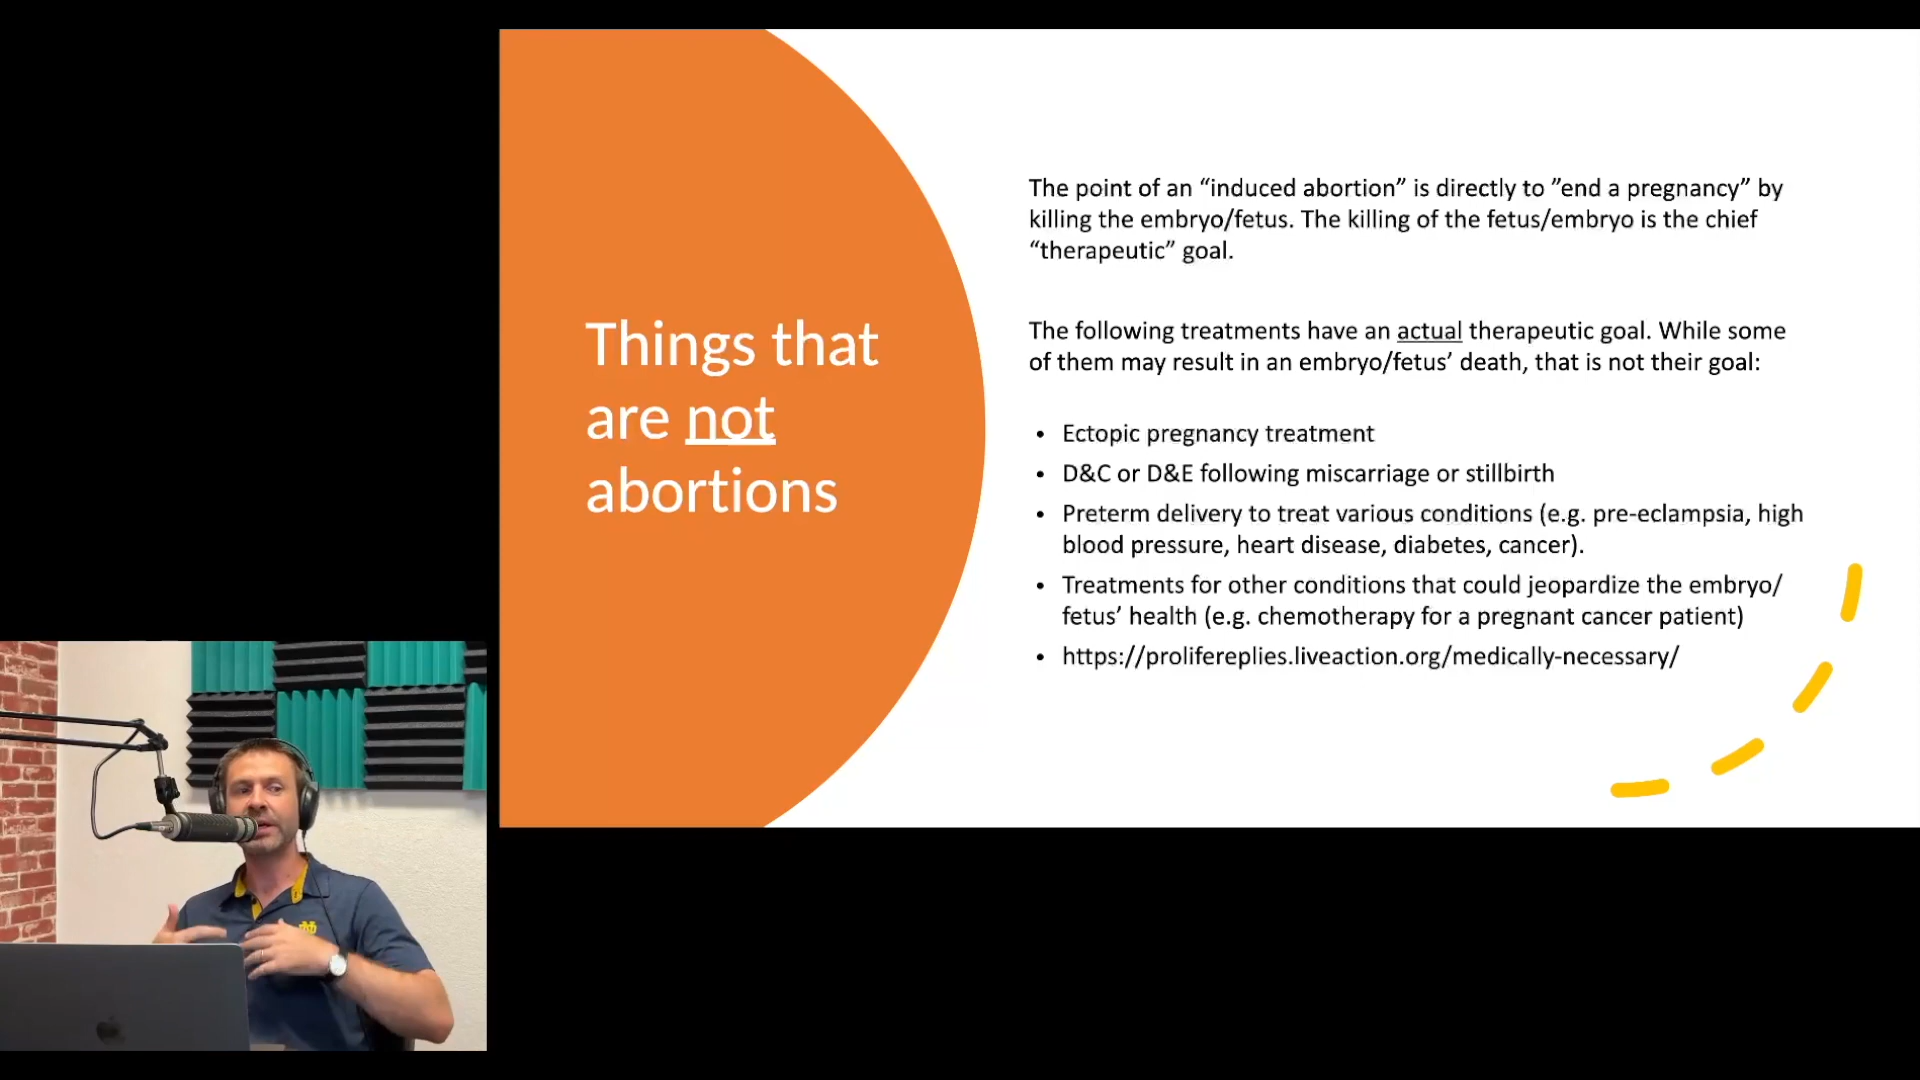 Things that
are not
abortions
The point of an “induced abortion” is directly to ”end a pregnancy” by
killing the embryo/fetus. The killing of the fetus/embryo is the chief
“therapeutic” goal.
The following treatments have an actual therapeutic goal. While some
of them may result in an embryo/fetus’ death, that is not their goal:
• Ectopic pregnancy treatment
• D&C or D&E following miscarriage or stillbirth
• Preterm delivery to treat various conditions (e.g. pre-eclampsia, high
blood pressure, heart disease, diabetes, cancer).
• Treatments for other conditions that could jeopardize the embryo/
fetus’ health (e.g. chemotherapy for a pregnant cancer patient)
• https://prolifereplies.liveaction.org/medically-necessary/